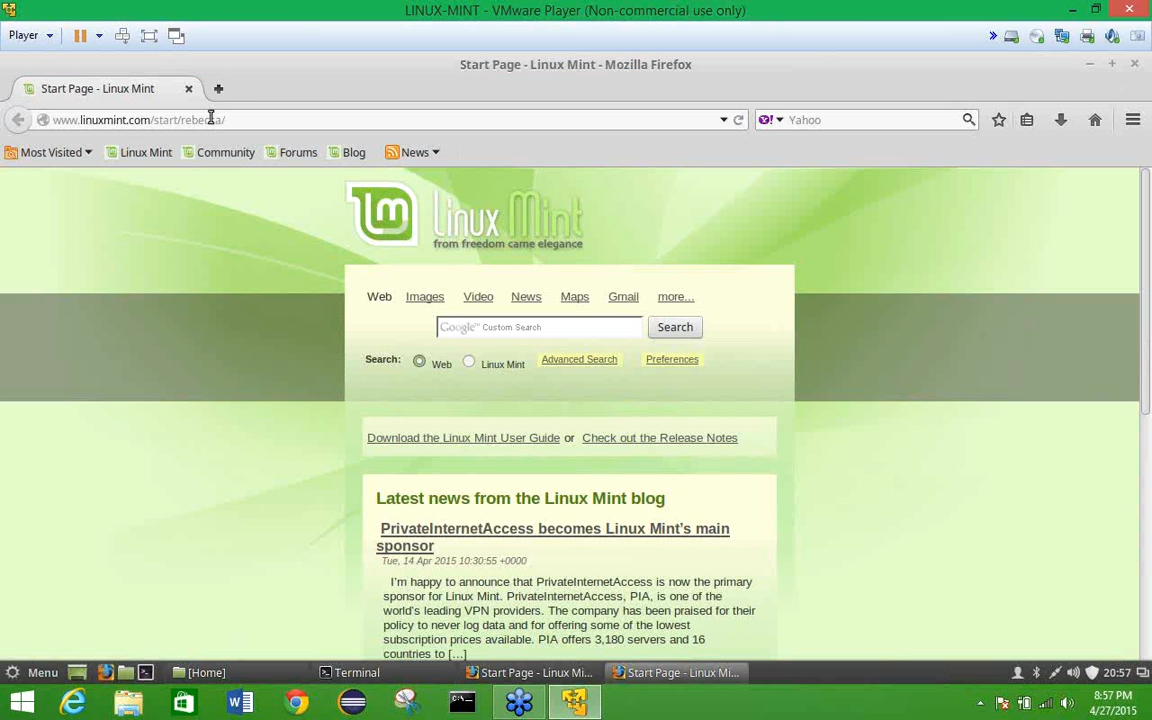 LINUX-MINT - VMware Player (Non-commercial use only)
Player
Start Page - Linux Mint - Mozilla Firefox
Start Page - Linux Mint
www.linuxmint.com/start/rebecca/
Yahoo
Most Visited Linux Mint Community Forums Blog News
lm Linux Mint
from freedom came elegance
Web Images Video News Maps Gmail more...
Google™ Custom Search Search
Search: Web Linux Mint Advanced Search Preferences
Download the Linux Mint User Guide or Check out the Release Notes
Latest news from the Linux Mint blog
PrivateInternetAccess becomes Linux Mint's main
sponsor
Tue, 14 Apr 2015 10:30:55 +0000
I'm happy to announce that PrivateInternetAccess is now the primary
sponsor for Linux Mint. PrivateInternetAccess, PIA, is one of the
world's leading VPN providers. The company has been praised for their
policy to never log data and for offering some of the lowest
subscription prices available. PIA offers 3,180 servers and 16
countries to […]
Menu [Home] Terminal Start Page - Linux Mi... Start Page - Linux Mi... 20:57
8:57 PM
4/27/2015